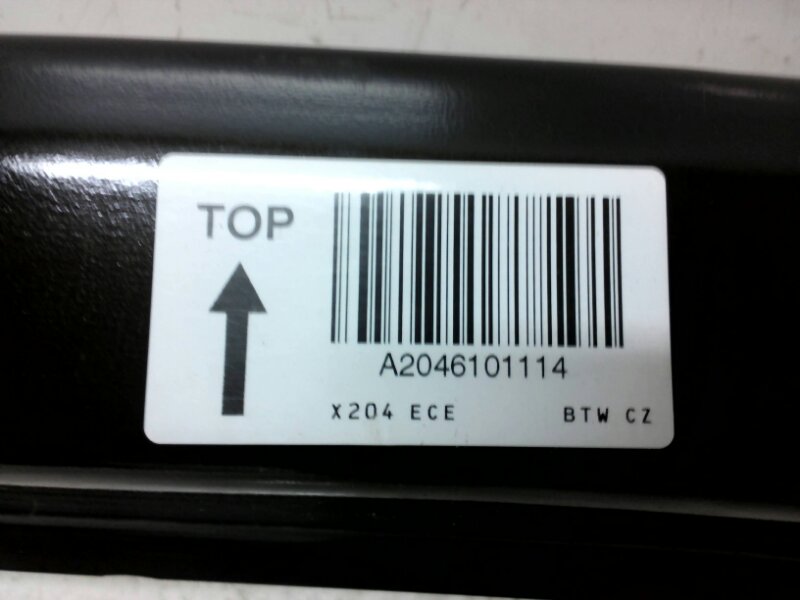 TOP
A2046101114
X204 ECE
BTW CZ